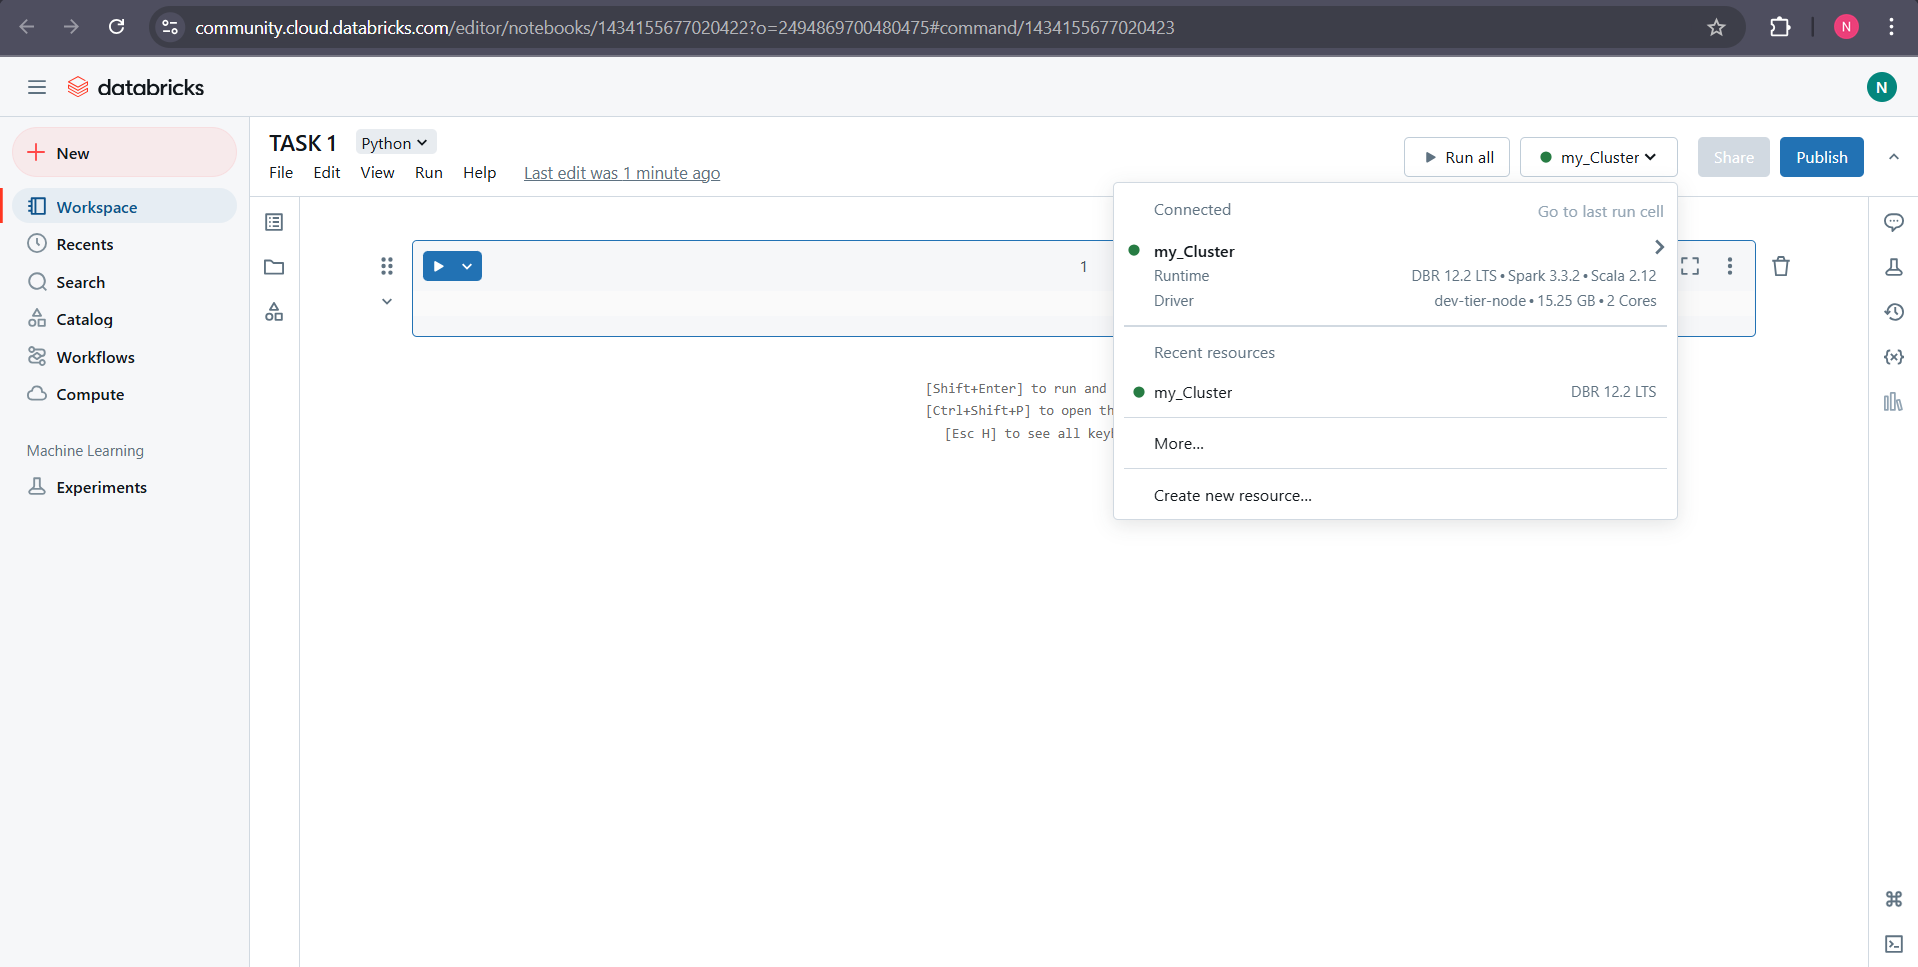 community.cloud.databricks.com/editor/notebooks/1434155677020422?o=2494869700480475#command/1434155677020423
N
databricks
N
New
Workspace
Recents
Search
Catalog
Workflows
Compute
Machine Learning
Experiments
TASK 1
Python
File Edit View Run Help Last edit was 1 minute ago
Run all
my_Cluster
Share
Publish
1
[Shift+Enter] to run and
[Ctrl+Shift+P] to open th
[Esc H] to see all keyb
Connected Go to last run cell
my_Cluster
Runtime DBR 12.2 LTS • Spark 3.3.2 • Scala 2.12
Driver dev-tier-node • 15.25 GB • 2 Cores
Recent resources
my_Cluster DBR 12.2 LTS
More...
Create new resource...